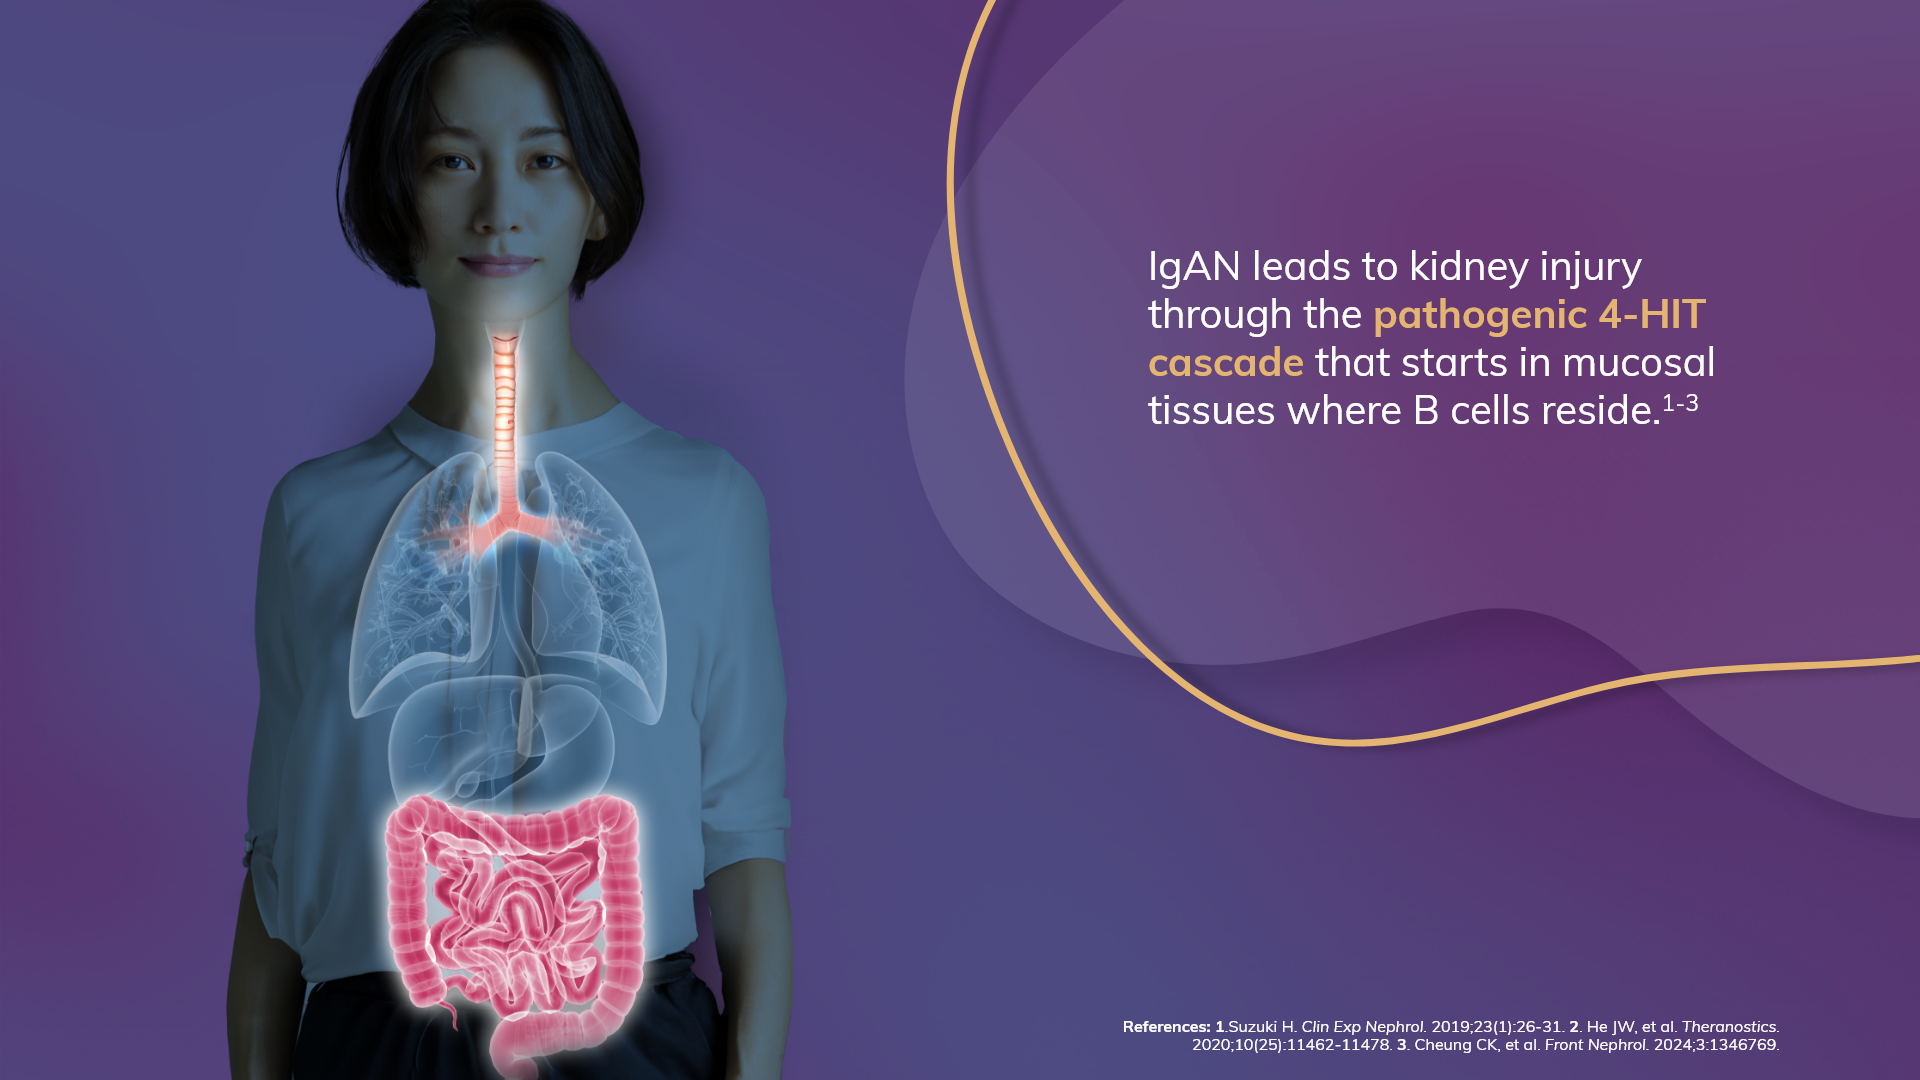 IgAN leads to kidney injury
through the pathogenic 4-HIT
cascade that starts in mucosal
tissues where B cells reside.1-3
References: 1.Suzuki H. Clin Exp Nephrol. 2019;23(1):26-31. 2. He JW, et al. Theranostics.
2020;10(25):11462-11478. 3. Cheung CK, et al. Front Nephrol. 2024;3:1346769.